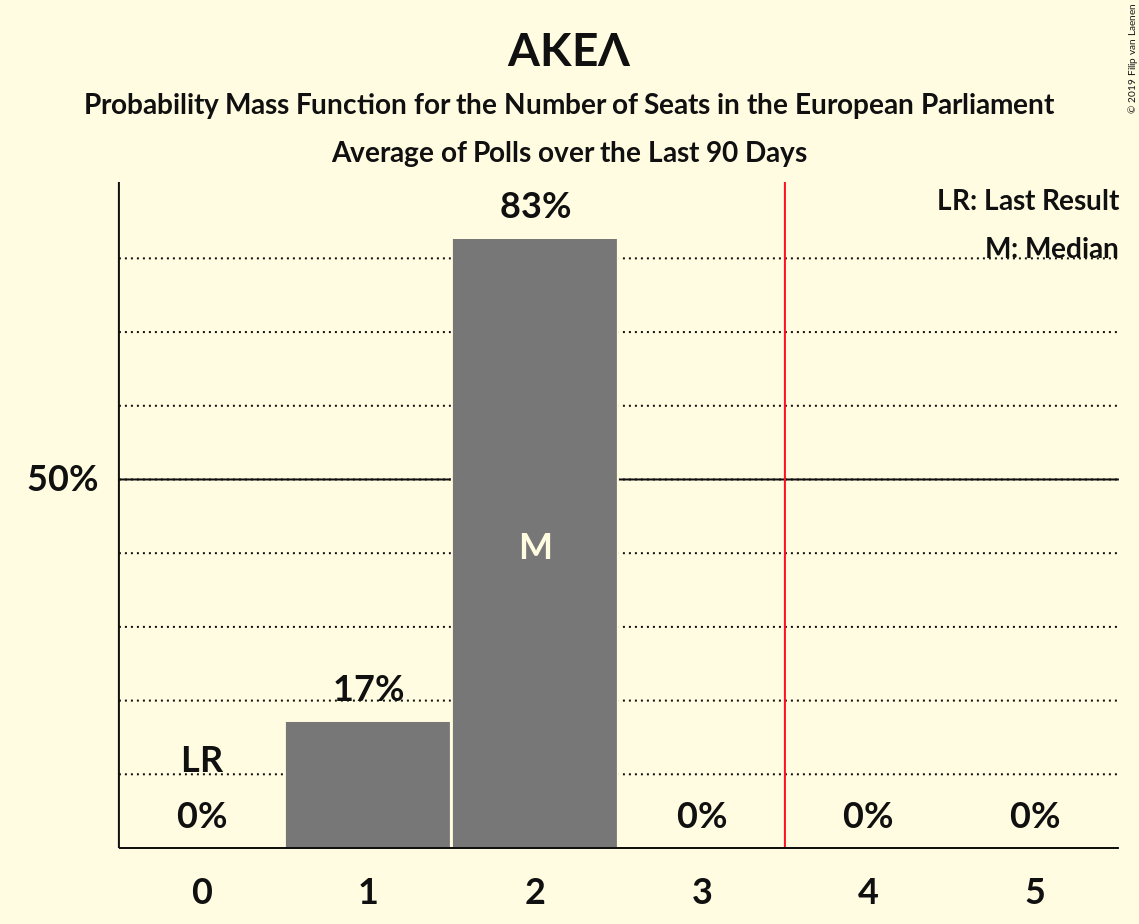 ΑΚΕΛ
Probability Mass Function for the Number of Seats in the European Parliament
Average of Polls over the Last 90 Days
© 2019 Filip van Laenen
LR: Last Result
M: Median
83%
50%
M
17%
LR
0%
0%
0%
0%
0
1
2
3
4
5